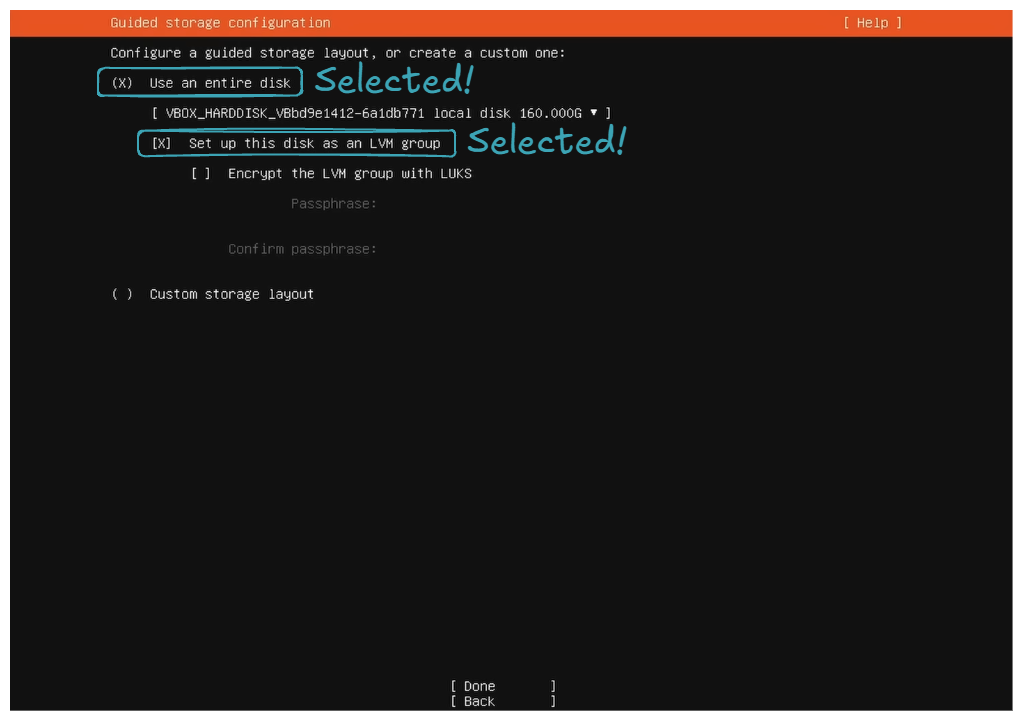 Guided storage configuration [ Help ]
Configure a guided storage layout, or create a custom one:
(X) Use an entire disk Selected!
[ VBOX_HARDDISK_VBbd9e1412-6a1db771 local disk 160.000G ▾ ]
[X] Set up this disk as an LVM group Selected!
[ ] Encrypt the LVM group with LUKS
Passphrase:
Confirm passphrase:
( ) Custom storage layout
[ Done ]
[ Back ]